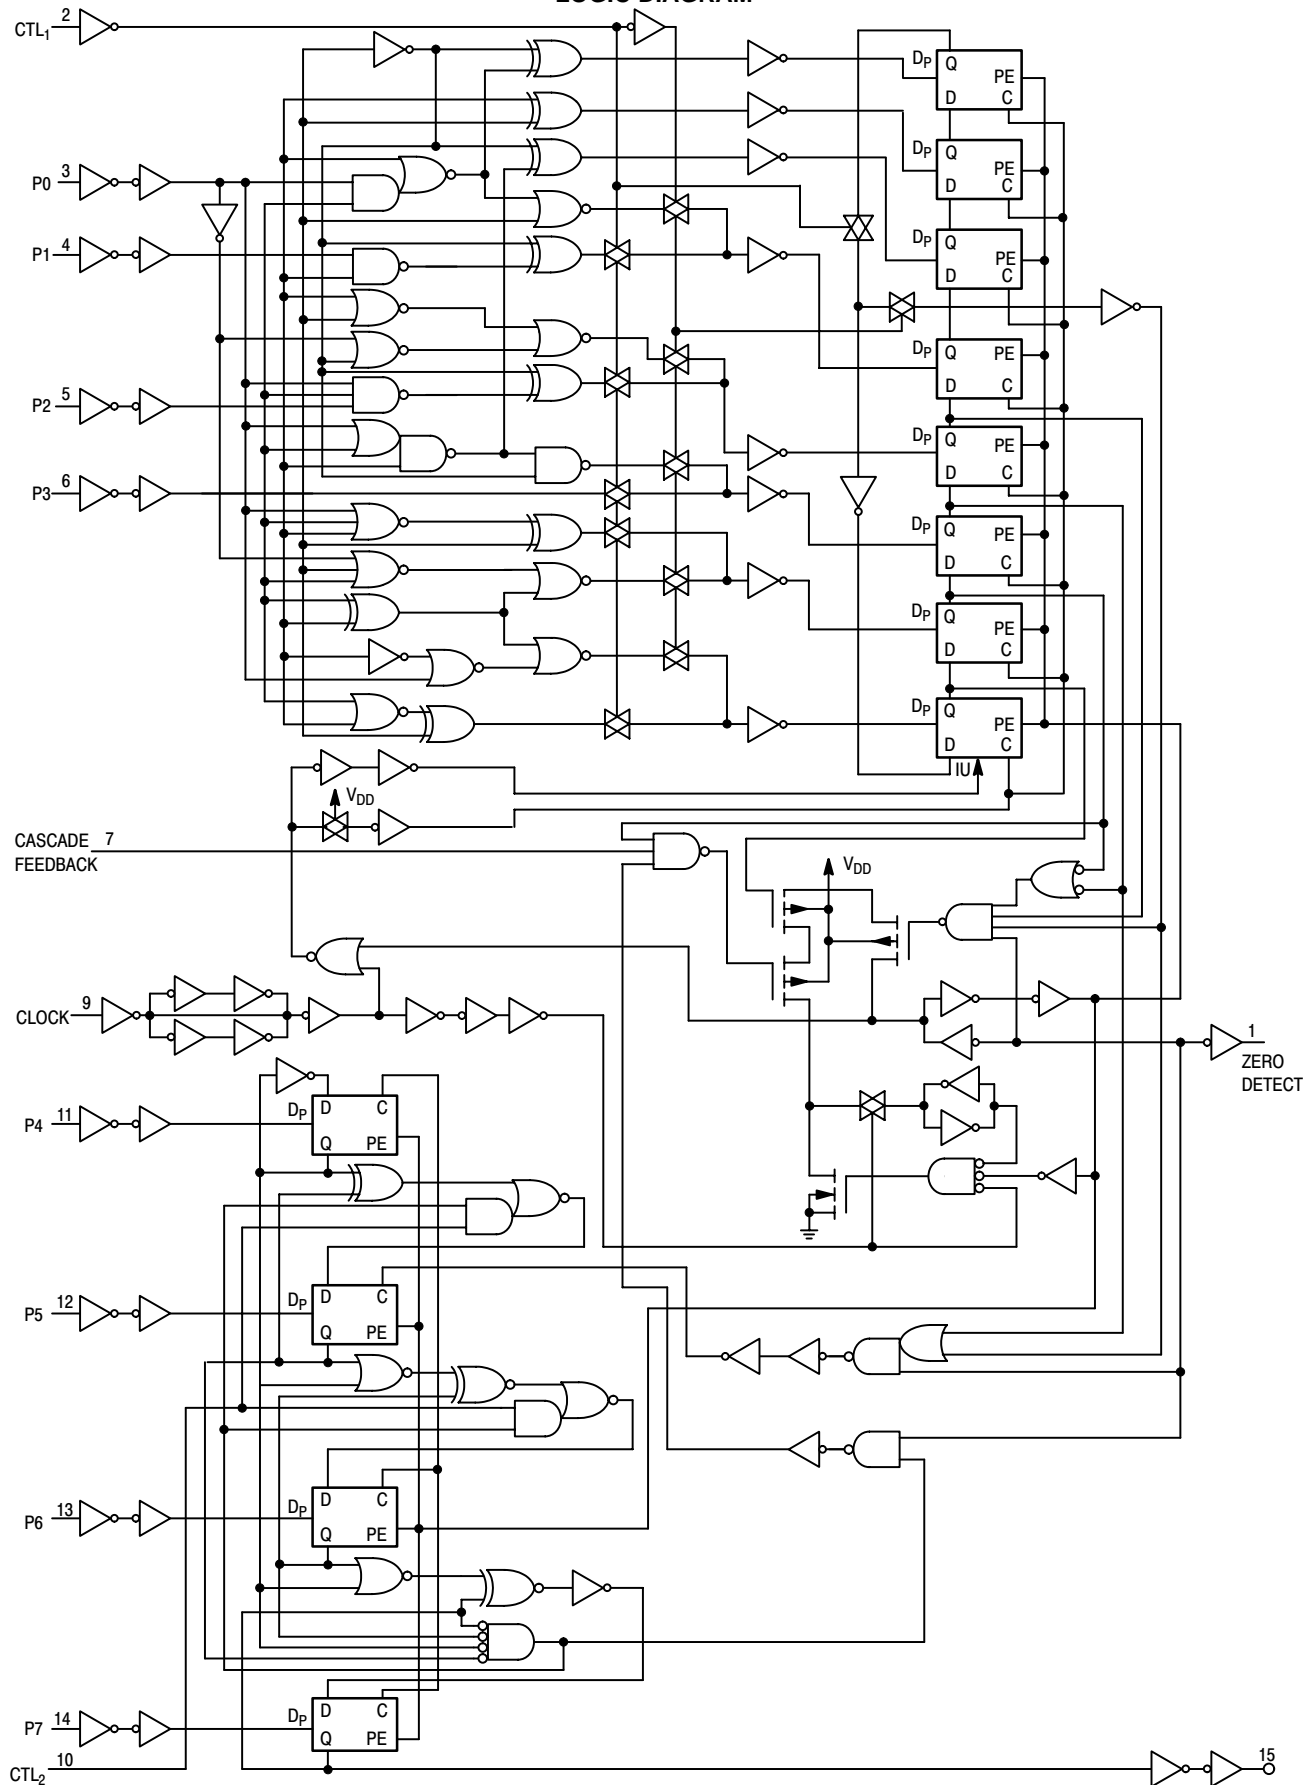 LOGIC DIAGRAM
CTL1 2
P0 3
P1 4
P2 5
P3 6
DP Q PE D C
DP Q PE D C
DP Q PE D C
DP Q PE D C
DP Q PE D C
DP Q PE D C
DP Q PE D C
DP Q PE D C
IU
VDD
CASCADE 7
FEEDBACK
VDD
CLOCK 9
1
ZERO
DETECT
P4 11
DP D C Q PE
P5 12
DP D C Q PE
P6 13
DP D C Q PE
P7 14
DP D C Q PE
CTL2 10
15